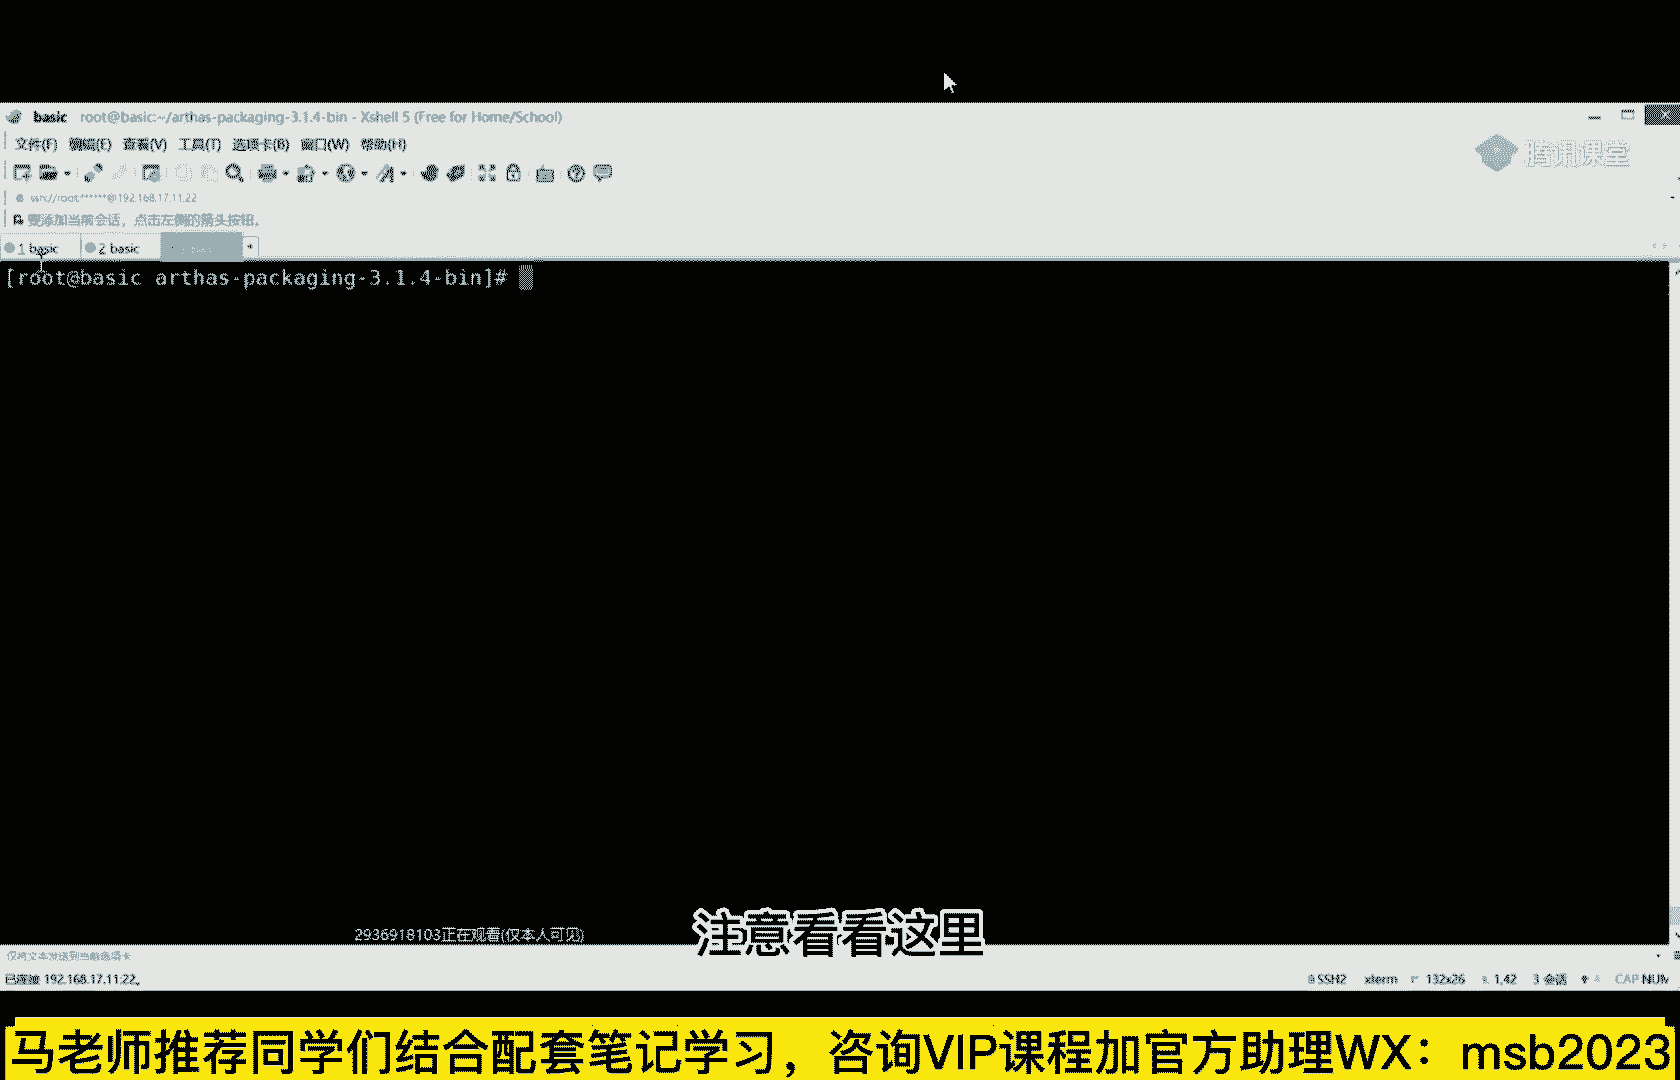 basic root@basic:~/arthas-packaging-3.1.4-bin - Xshell 5 (Free for Home/School)
文件(F) 编辑(E) 查看(V) 工具(T) 选项卡(B) 窗口(W) 帮助(H)
腾讯课堂
ssh://root:******@192.168.17.11:22
要添加当前会话，点击左侧的箭头按钮。
1 basic 2 basic
[root@basic arthas-packaging-3.1.4-bin]#
2936918103正在观看(仅本人可见)
注意看看这里
仅将文本发送到当前选项卡
已连接 192.168.17.11:22。 SSH2 xterm 132x26 1,42 3 会话 CAP NUM
马老师推荐同学们结合配套笔记学习，咨询VIP课程加官方助理WX：msb2023